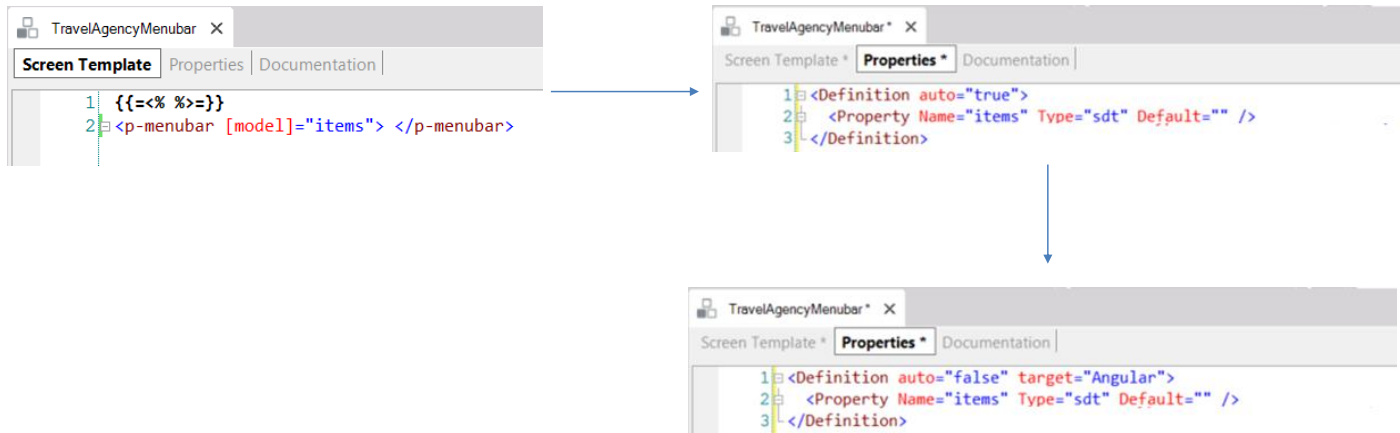 TravelAgencyMenubar X
Screen Template Properties Documentation
1 {{=<% %>=}}
2 <p-menubar [model]="items"> </p-menubar>
TravelAgencyMenubar * X
Screen Template * Properties * Documentation
1 <Definition auto="true">
2 <Property Name="items" Type="sdt" Default="" />
3 </Definition>
TravelAgencyMenubar * X
Screen Template * Properties * Documentation
1 <Definition auto="false" target="Angular">
2 <Property Name="items" Type="sdt" Default="" />
3 </Definition>